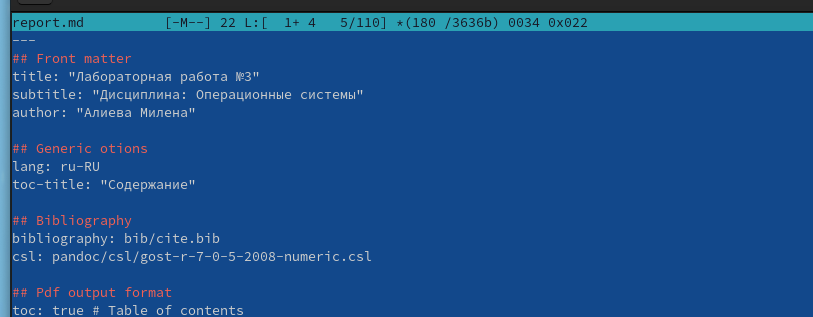 report.md [-M--] 22 L:[ 1+ 4 5/110] *(180 /3636b) 0034 0x022
---
## Front matter
title: "Лабораторная работа №3"
subtitle: "Дисциплина: Операционные системы"
author: "Алиева Милена"
## Generic otions
lang: ru-RU
toc-title: "Содержание"
## Bibliography
bibliography: bib/cite.bib
csl: pandoc/csl/gost-r-7-0-5-2008-numeric.csl
## Pdf output format
toc: true # Table of contents